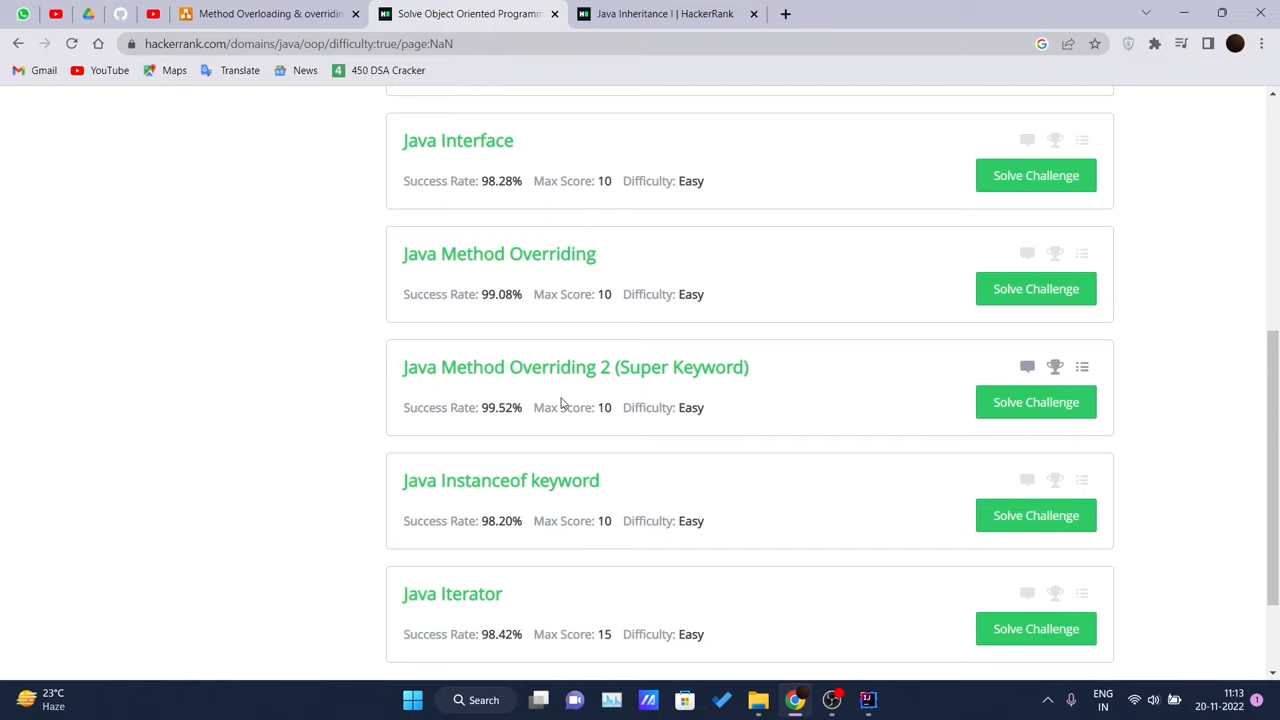 Method Overloading & overridin
Solve Object Oriented Programm
Java Inheritance I | HackerRank
hackerrank.com/domains/java/oop/difficulty:true/page:NaN
Gmail
YouTube
Maps
Translate
News
4 450 DSA Cracker
Java Interface
Success Rate: 98.28% Max Score: 10 Difficulty: Easy
Solve Challenge
Java Method Overriding
Success Rate: 99.08% Max Score: 10 Difficulty: Easy
Solve Challenge
Java Method Overriding 2 (Super Keyword)
Success Rate: 99.52% Max Score: 10 Difficulty: Easy
Solve Challenge
Java Instanceof keyword
Success Rate: 98.20% Max Score: 10 Difficulty: Easy
Solve Challenge
Java Iterator
Success Rate: 98.42% Max Score: 15 Difficulty: Easy
Solve Challenge
23°C
Haze
Search
ENG
IN
11:13
20-11-2022
1